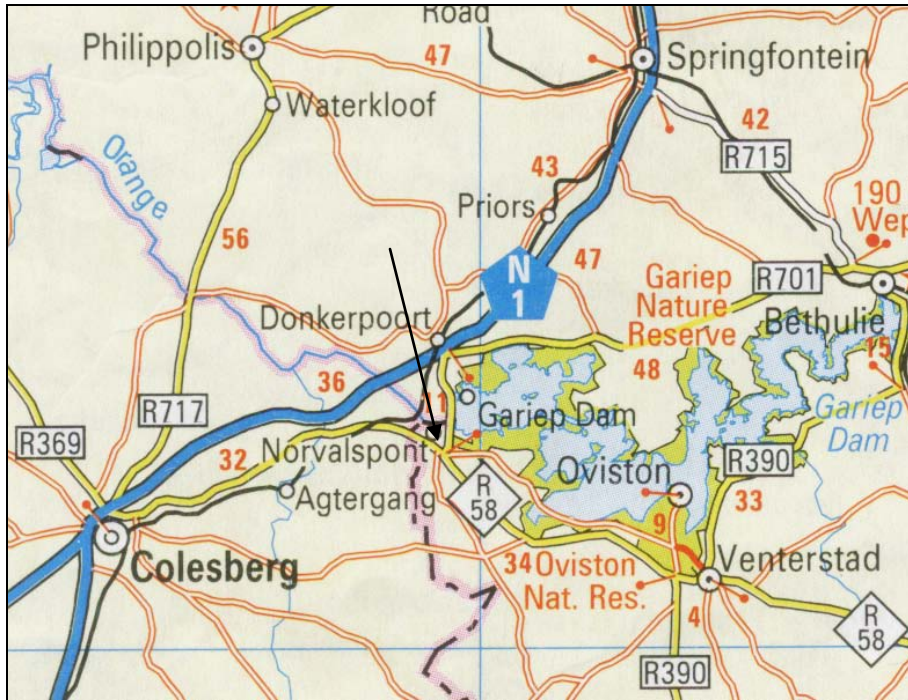 Road
Philippolis
47
Springfontein
Waterkloof
42
R715
Orange
43
190
Wep
Priors
56
N
1
47
Gariep
Nature
Reserve
R701
Bethulie
Donkerpoort
48
15
36
R717
11
Gariep Dam
Gariep
Dam
R369
32
Norvalspont
Oviston
R390
Agtergang
R
58
33
9
Colesberg
34
Oviston
Nat. Res.
Venterstad
4
R
58
R390